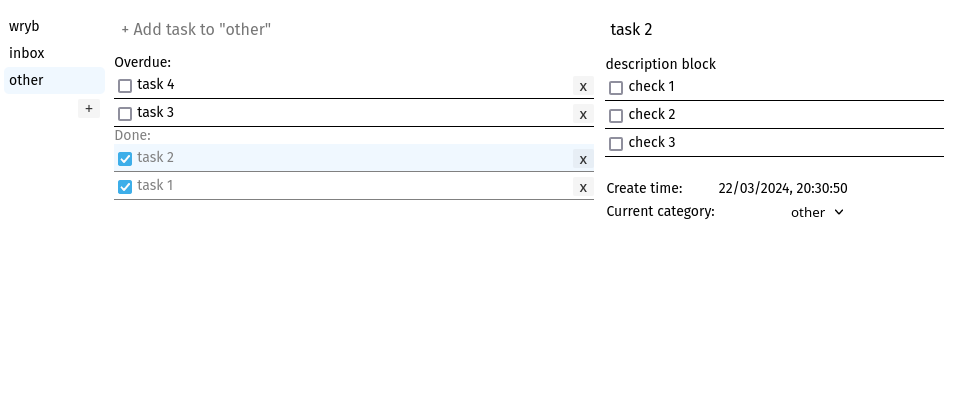 wryb
inbox
other
+
+ Add task to "other"
Overdue:
task 4 x
task 3 x
Done:
task 2 x
task 1 x
task 2
description block
check 1
check 2
check 3
Create time: 22/03/2024, 20:30:50
Current category: other